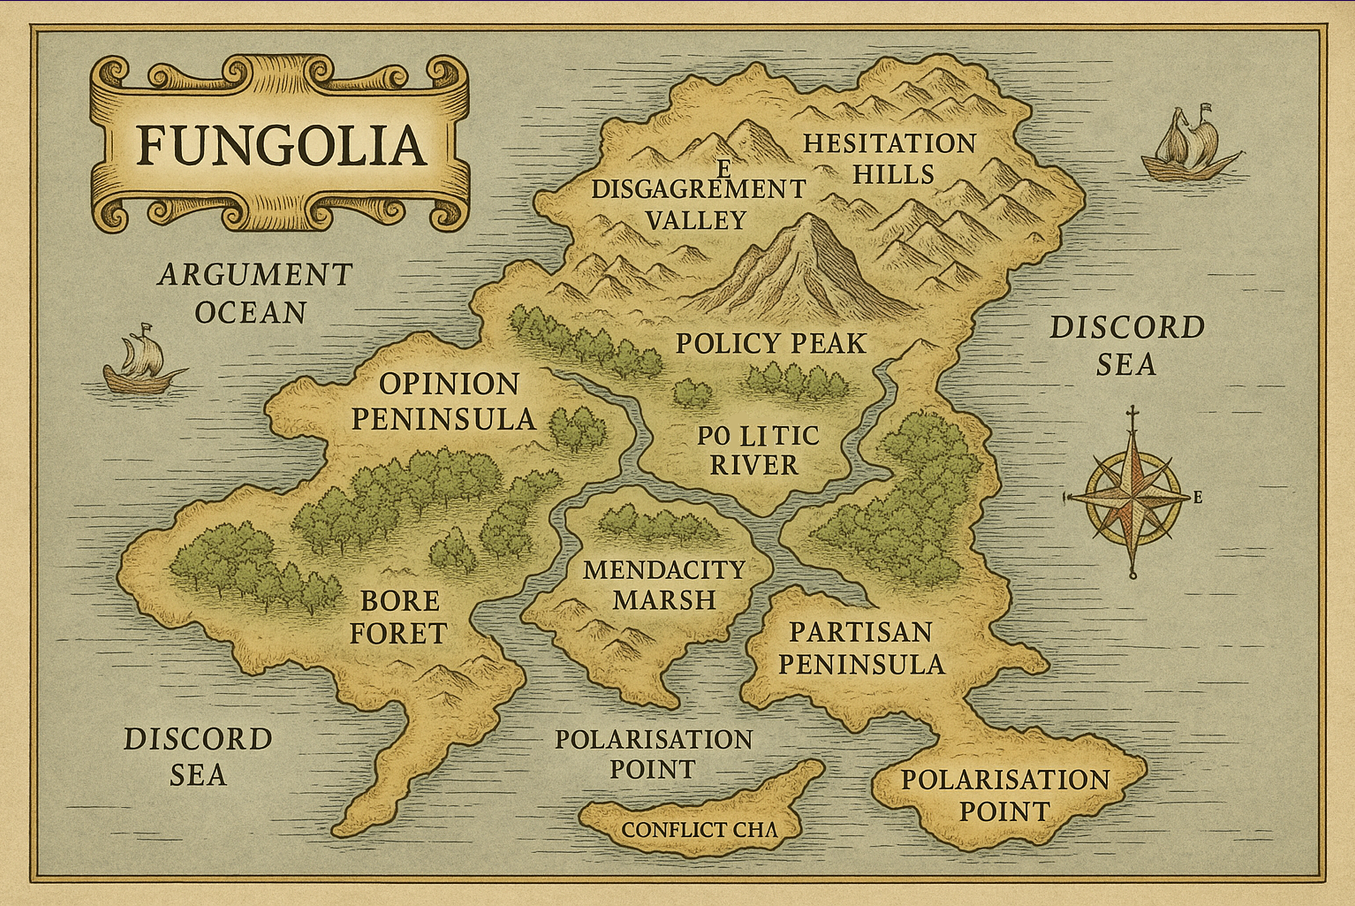 FUNGOLIA
HESITATION
HILLS
E
DISGAGREMENT
VALLEY
ARGUMENT
OCEAN
DISCORD
SEA
POLICY PEAK
OPINION
PENINSULA
PO LITIC
RIVER
E
MENDACITY
MARSH
BORE
FORET
PARTISAN
PENINSULA
DISCORD
SEA
POLARISATION
POINT
POLARISATION
POINT
CONFLICT CHA